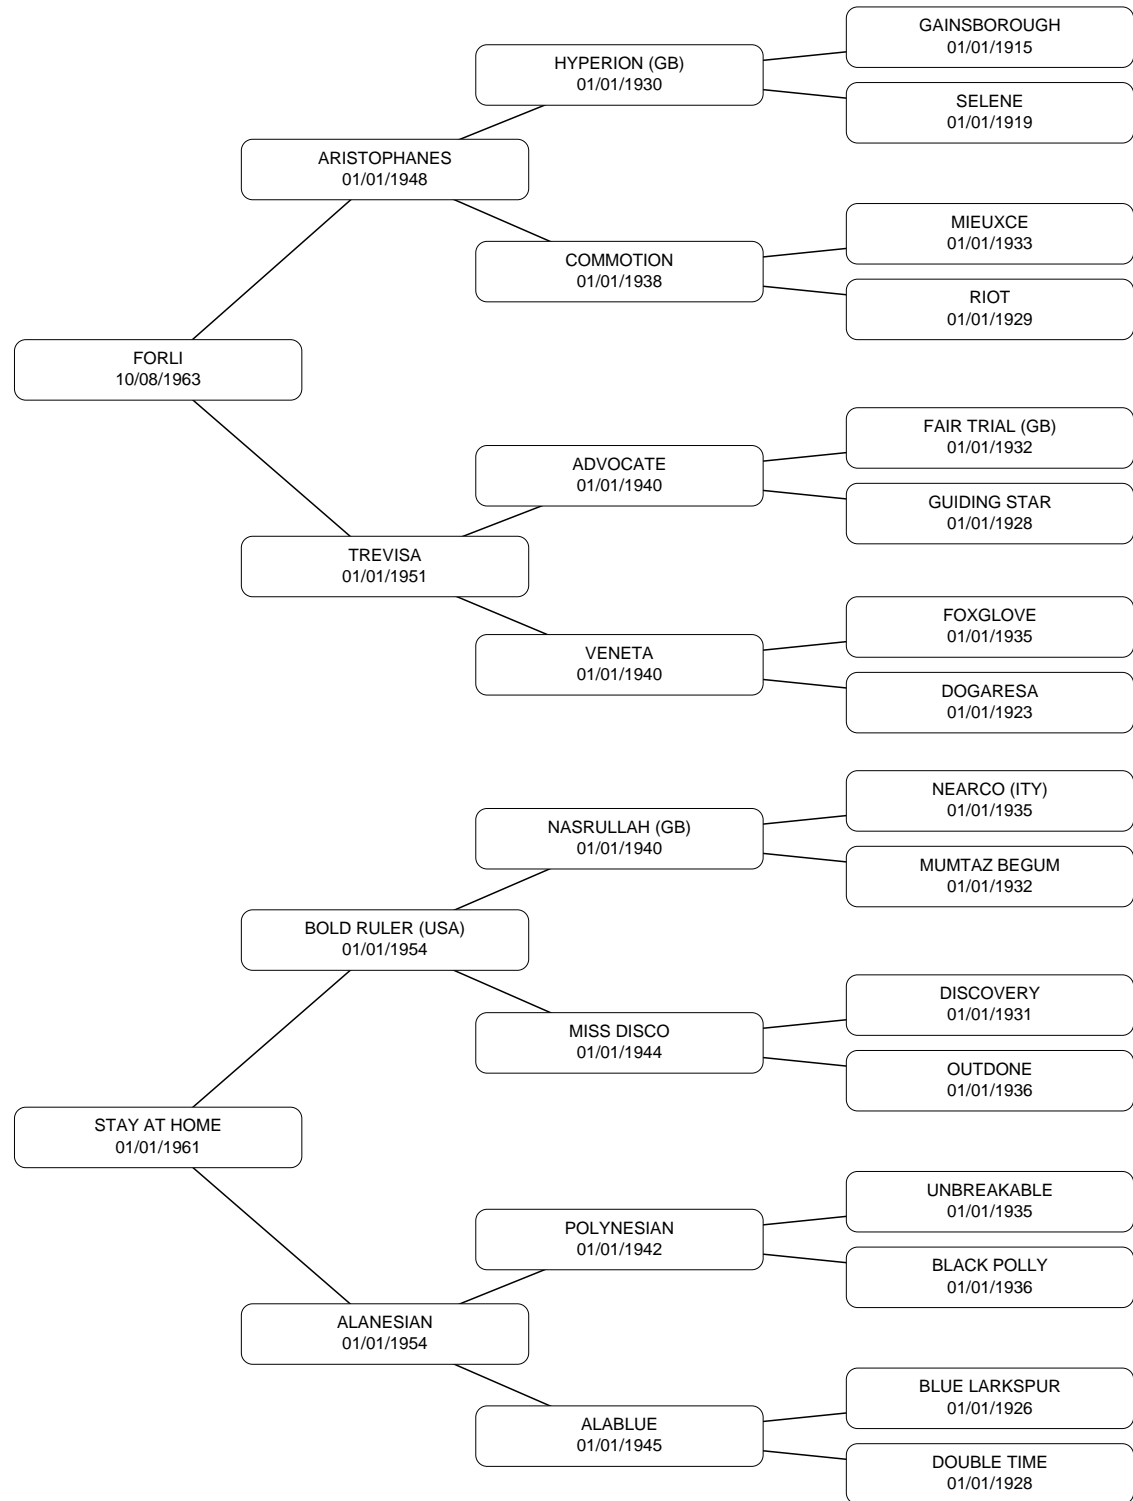 GAINSBOROUGH
01/01/1915
HYPERION (GB)
01/01/1930
SELENE
01/01/1919
ARISTOPHANES
01/01/1948
MIEUXCE
01/01/1933
COMMOTION
01/01/1938
RIOT
01/01/1929
FORLI
10/08/1963
FAIR TRIAL (GB)
01/01/1932
ADVOCATE
01/01/1940
GUIDING STAR
01/01/1928
TREVISA
01/01/1951
FOXGLOVE
01/01/1935
VENETA
01/01/1940
DOGARESA
01/01/1923
NEARCO (ITY)
01/01/1935
NASRULLAH (GB)
01/01/1940
MUMTAZ BEGUM
01/01/1932
BOLD RULER (USA)
01/01/1954
DISCOVERY
01/01/1931
MISS DISCO
01/01/1944
OUTDONE
01/01/1936
STAY AT HOME
01/01/1961
UNBREAKABLE
01/01/1935
POLYNESIAN
01/01/1942
BLACK POLLY
01/01/1936
ALANESIAN
01/01/1954
BLUE LARKSPUR
01/01/1926
ALABLUE
01/01/1945
DOUBLE TIME
01/01/1928